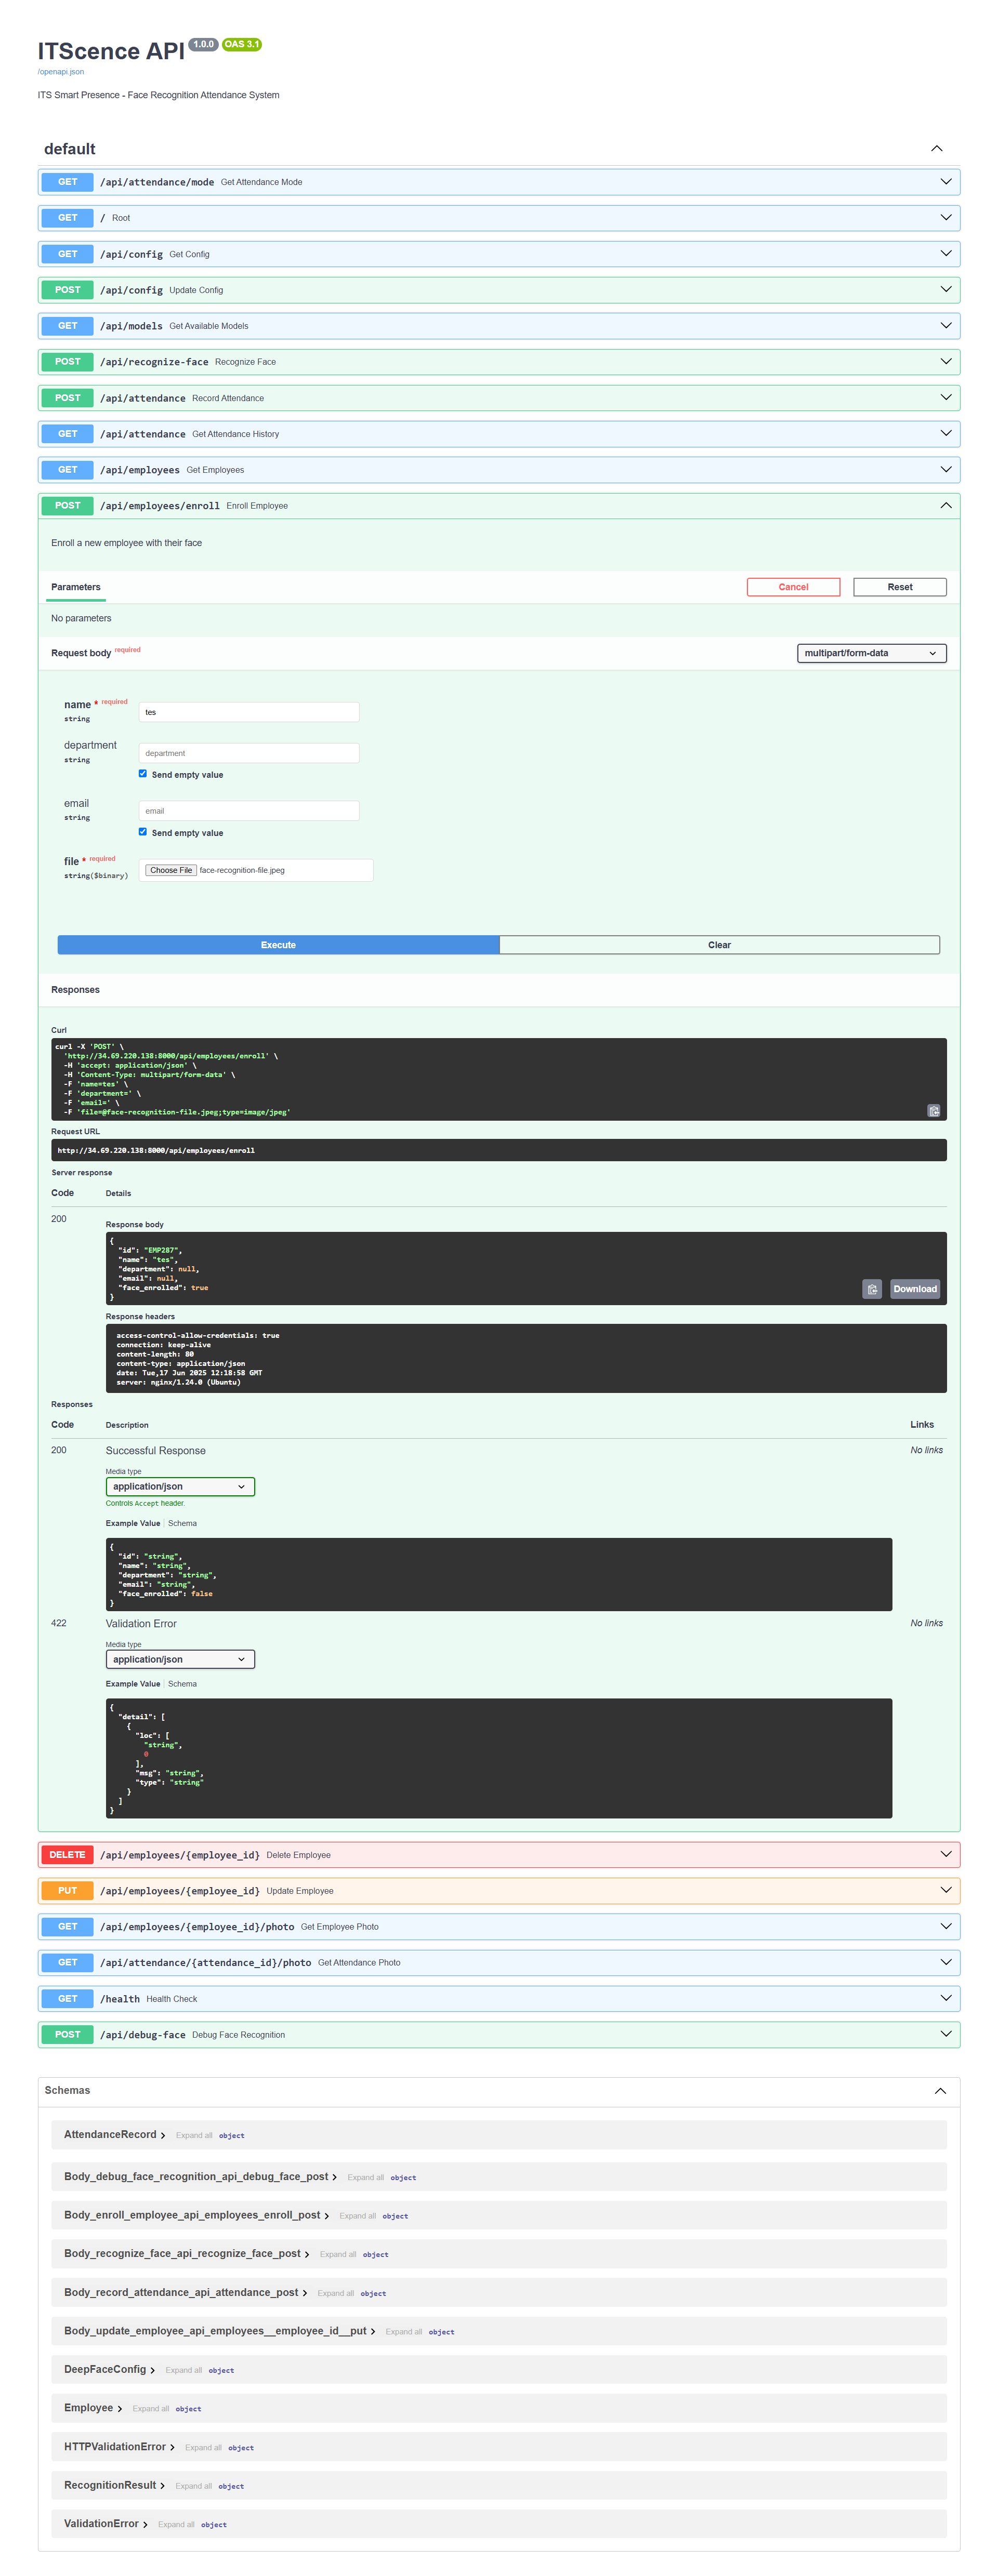 ITScence API 1.0.0 OAS 3.1
/openapi.json
ITS Smart Presence - Face Recognition Attendance System
default
GET /api/attendance/mode Get Attendance Mode
GET / Root
GET /api/config Get Config
POST /api/config Update Config
GET /api/models Get Available Models
POST /api/recognize-face Recognize Face
POST /api/attendance Record Attendance
GET /api/attendance Get Attendance History
GET /api/employees Get Employees
POST /api/employees/enroll Enroll Employee
Enroll a new employee with their face
Parameters Cancel Reset
No parameters
Request body required multipart/form-data
name * required
string
tes
department
string
department
Send empty value
email
string
email
Send empty value
file * required
string($binary)
Choose File face-recognition-file.jpeg
Execute Clear
Responses
Curl
curl -X 'POST' \
'http://34.69.220.138:8000/api/employees/enroll' \
-H 'accept: application/json' \
-H 'Content-Type: multipart/form-data' \
-F 'name=tes' \
-F 'department=' \
-F 'email=' \
-F 'file=@face-recognition-file.jpeg;type=image/jpeg'
Request URL
http://34.69.220.138:8000/api/employees/enroll
Server response
Code Details
200
Response body
{
"id": "EMP287",
"name": "tes",
"department": null,
"email": null,
"face_enrolled": true
}
Download
Response headers
access-control-allow-credentials: true
connection: keep-alive
content-length: 80
content-type: application/json
date: Tue,17 Jun 2025 12:18:58 GMT
server: nginx/1.24.0 (Ubuntu)
Responses
Code Description Links
200 Successful Response No links
Media type
application/json
Controls Accept header.
Example Value Schema
{
"id": "string",
"name": "string",
"department": "string",
"email": "string",
"face_enrolled": false
}
422 Validation Error No links
Media type
application/json
Example Value Schema
{
"detail": [
{
"loc": [
"string",
0
],
"msg": "string",
"type": "string"
}
]
}
DELETE /api/employees/{employee_id} Delete Employee
PUT /api/employees/{employee_id} Update Employee
GET /api/employees/{employee_id}/photo Get Employee Photo
GET /api/attendance/{attendance_id}/photo Get Attendance Photo
GET /health Health Check
POST /api/debug-face Debug Face Recognition
Schemas
AttendanceRecord Expand all object
Body_debug_face_recognition_api_debug_face_post Expand all object
Body_enroll_employee_api_employees_enroll_post Expand all object
Body_recognize_face_api_recognize_face_post Expand all object
Body_record_attendance_api_attendance_post Expand all object
Body_update_employee_api_employees__employee_id__put Expand all object
DeepFaceConfig Expand all object
Employee Expand all object
HTTPValidationError Expand all object
RecognitionResult Expand all object
ValidationError Expand all object